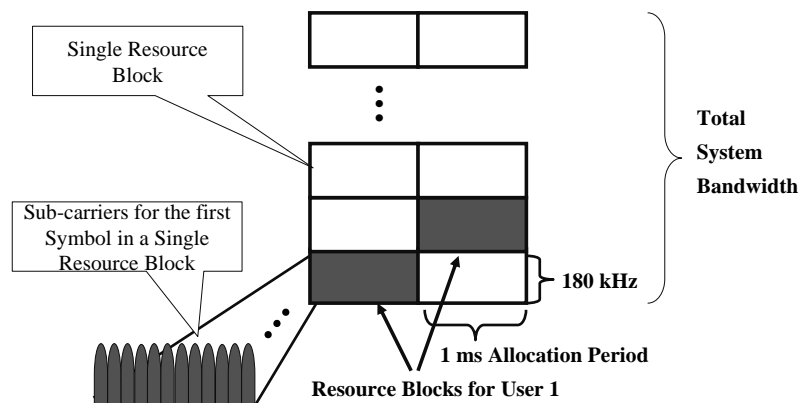 Single Resource
Block
Total
System
Bandwidth
Sub-carriers for the first
Symbol in a Single
Resource Block
180 kHz
1 ms Allocation Period
Resource Blocks for User 1